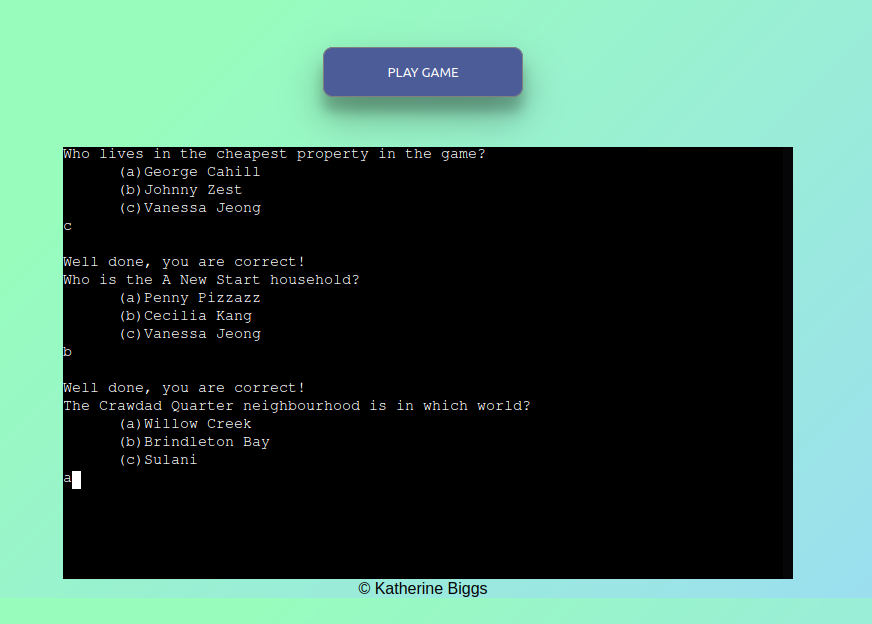 PLAY GAME
Who lives in the cheapest property in the game?
(a)George Cahill
(b)Johnny Zest
(c)Vanessa Jeong
c
Well done, you are correct!
Who is the A New Start household?
(a)Penny Pizzazz
(b)Cecilia Kang
(c)Vanessa Jeong
b
Well done, you are correct!
The Crawdad Quarter neighbourhood is in which world?
(a)Willow Creek
(b)Brindleton Bay
(c)Sulani
a
© Katherine Biggs